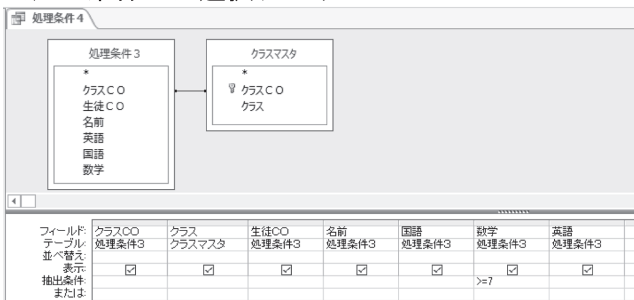 処理条件4
処理条件3
*
クラスCO
生徒CO
名前
英語
国語
数学
クラスマスタ
*
クラスCO
クラス
フィールド: クラスCO クラス 生徒CO 名前 国語 数学 英語
テーブル: 処理条件3 クラスマスタ 処理条件3 処理条件3 処理条件3 処理条件3 処理条件3
並べ替え:
表示:
抽出条件: >=7
または: